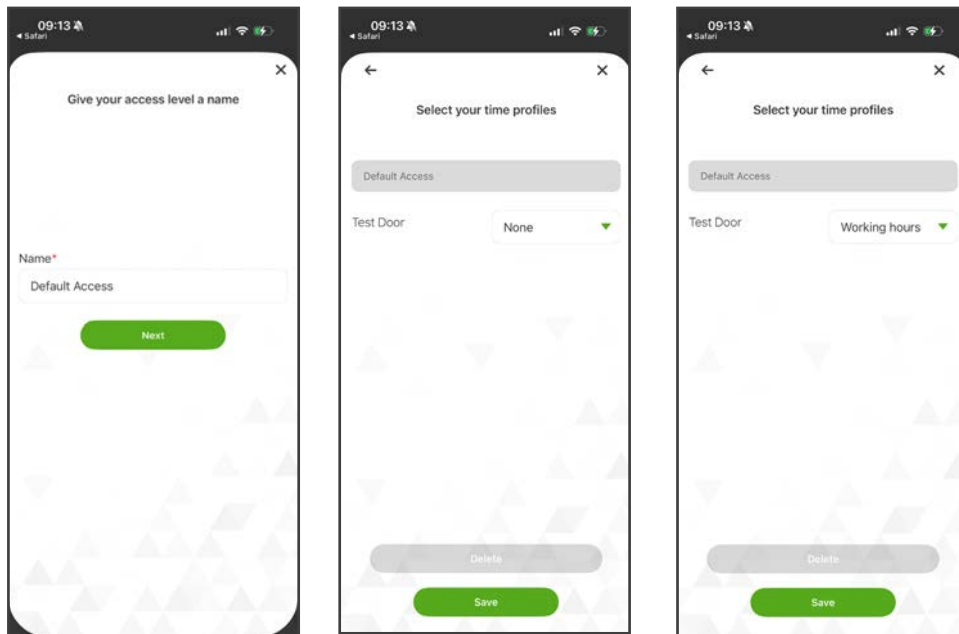 09:13
Safari
Give your access level a name
Name*
Default Access
Next
09:13
Safari
Select your time profiles
Default Access
Test Door
None
Delete
Save
09:13
Safari
Select your time profiles
Default Access
Test Door
Working hours
Delete
Save